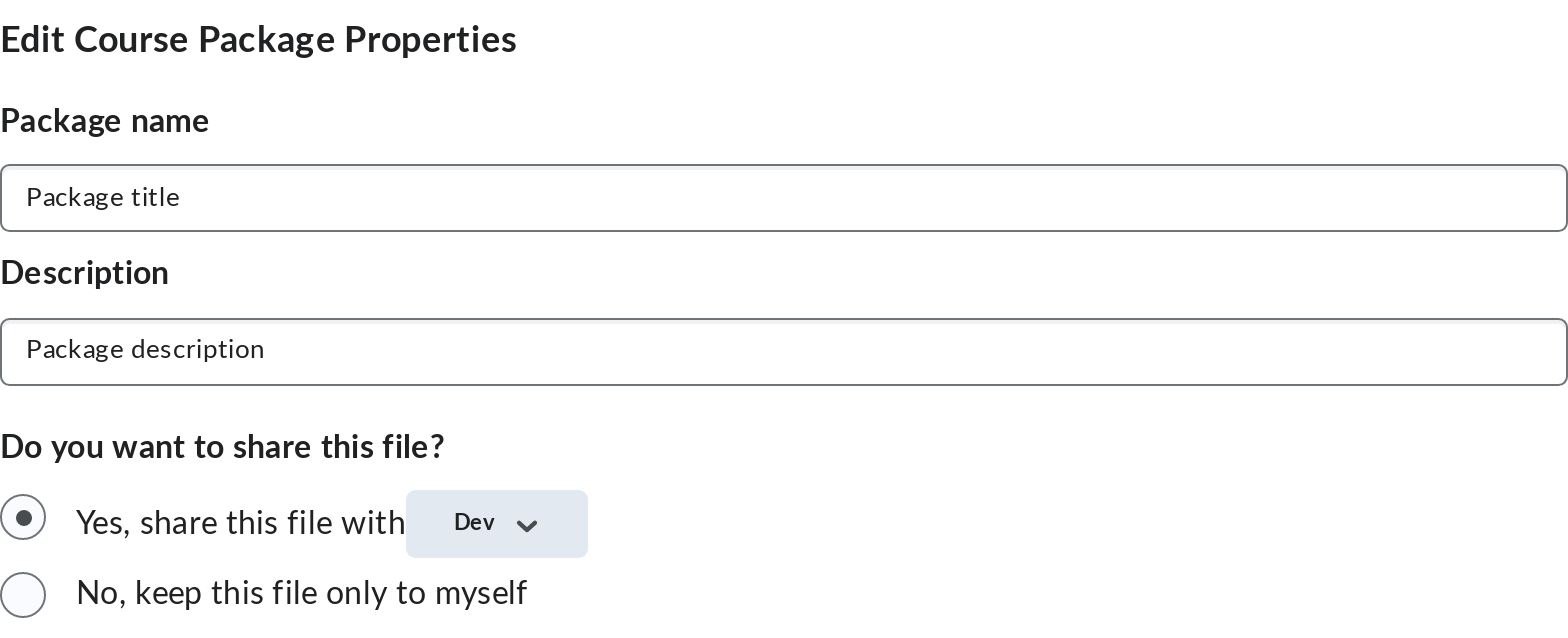 Edit Course Package Properties
Package name
Package title
Description
Package description
Do you want to share this file?
Yes, share this file with Dev
No, keep this file only to myself